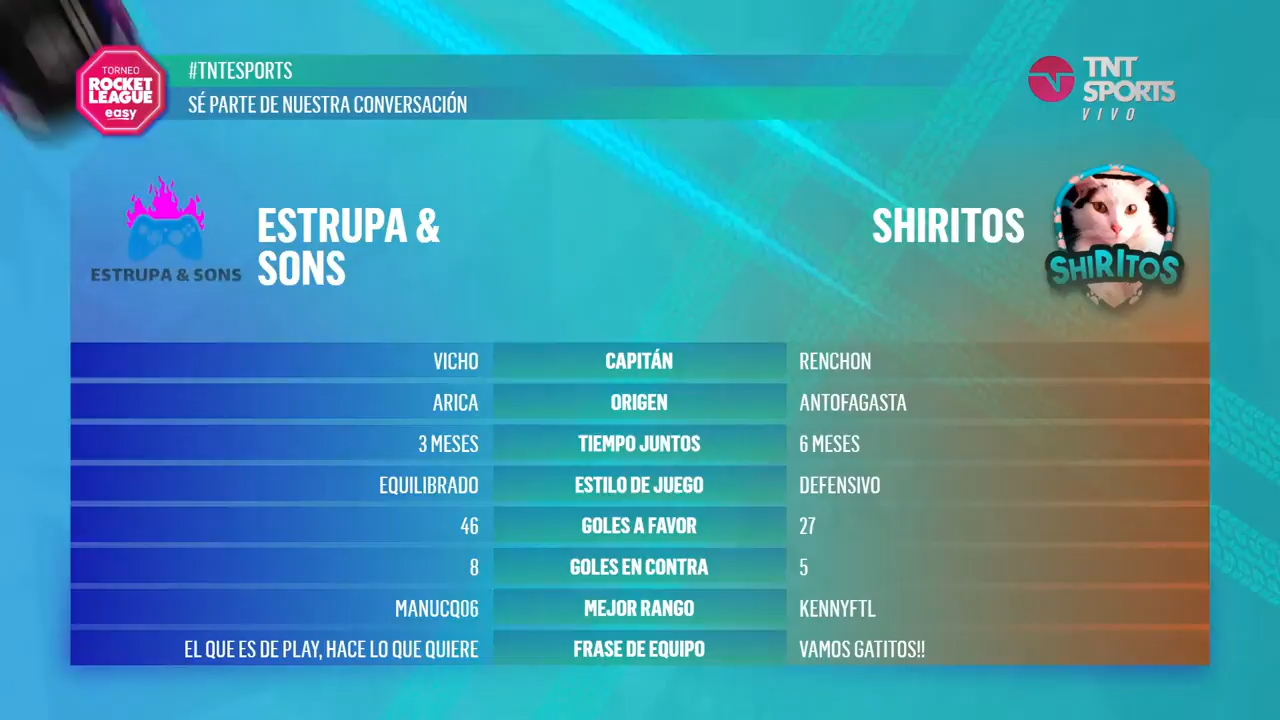 TORNEO
ROCKET
LEAGUE
easy
#TNTESPORTS
SÉ PARTE DE NUESTRA CONVERSACIÓN
TNT
SPORTS
VIVO
ESTRUPA & SONS
ESTRUPA &
SONS
SHIRITOS
SHIRITOS
VICHO CAPITÁN RENCHON
ARICA ORIGEN ANTOFAGASTA
3 MESES TIEMPO JUNTOS 6 MESES
EQUILIBRADO ESTILO DE JUEGO DEFENSIVO
46 GOLES A FAVOR 27
8 GOLES EN CONTRA 5
MANUCQ06 MEJOR RANGO KENNYFTL
EL QUE ES DE PLAY, HACE LO QUE QUIERE FRASE DE EQUIPO VAMOS GATITOS!!